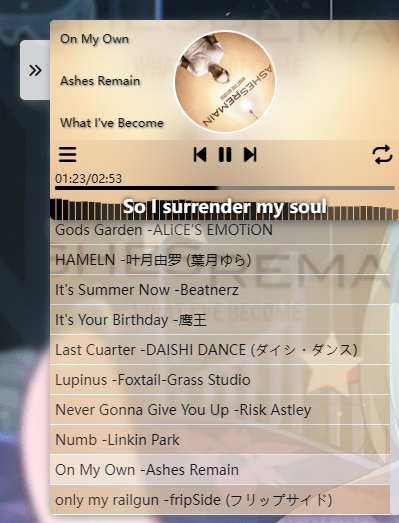 On My Own
Ashes Remain
What I've Become
ASHESREMAIN
WHAT I'VE BECOME
01:23/02:53
So I surrender my soul
Gods Garden -ALiCE'S EMOTiON
HAMELN -叶月由罗 (葉月ゆら)
It's Summer Now -Beatnerz
It's Your Birthday -鹰王
Last Cuarter -DAISHI DANCE (ダイシ・ダンス)
Lupinus -Foxtail-Grass Studio
Never Gonna Give You Up -Risk Astley
Numb -Linkin Park
On My Own -Ashes Remain
only my railgun -fripSide (フリップサイド)